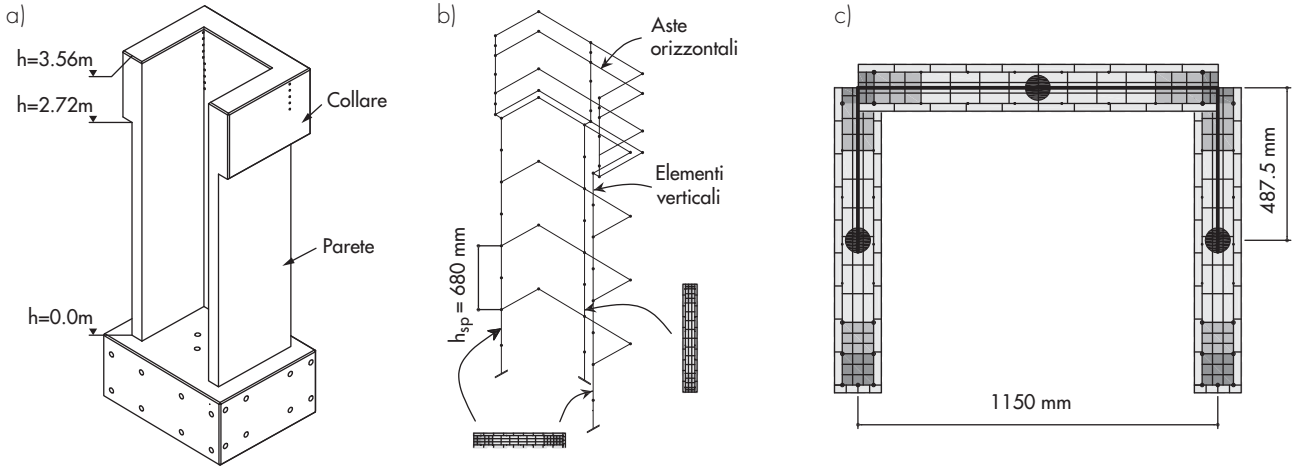 a)
h=3.56m
h=2.72m
Collare
Parete
h=0.0m
b)
Aste
orizzontali
Elementi
verticali
hsp = 680 mm
c)
487.5 mm
1150 mm